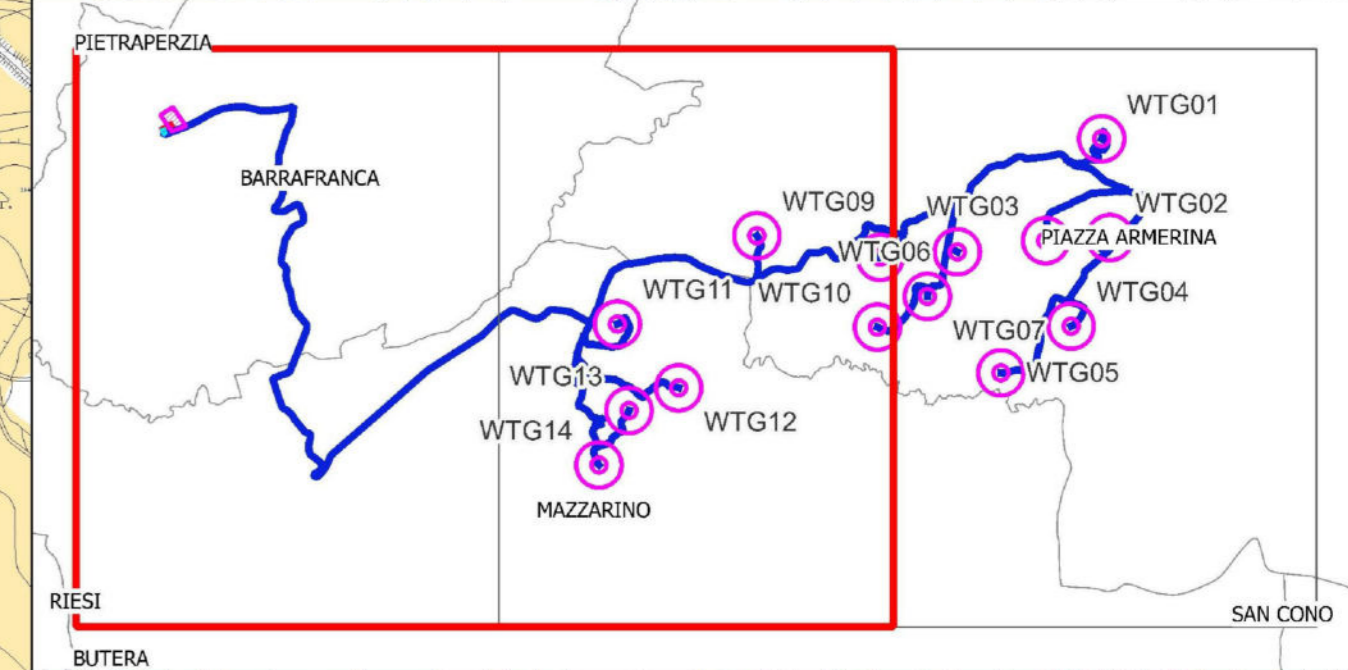 PIETRAPERZIA
WTG01
BARRAFRANCA
WTG09
WTG03
WTG02
WTG06
PIAZZA ARMERINA
WTG11
WTG10
WTG04
WTG07
WTG13
WTG05
WTG14
WTG12
MAZZARINO
RIESI
SAN CONO
BUTERA